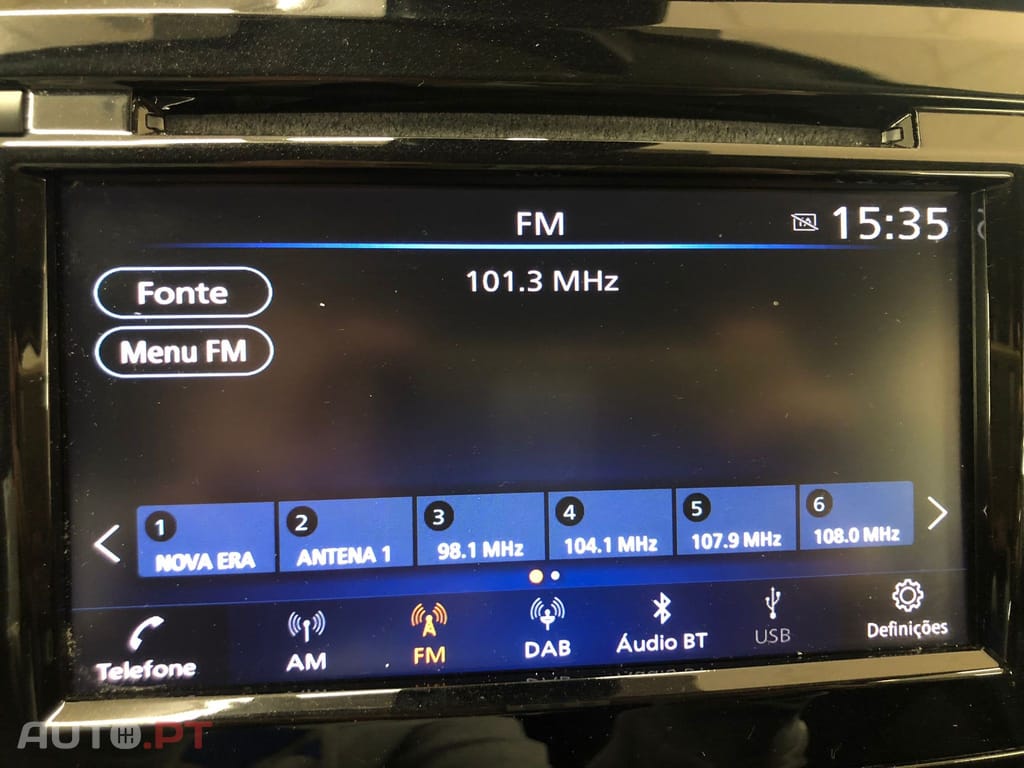 FM
TA
15:35
Fonte
101.3 MHz
Menu FM
1
NOVA ERA
2
ANTENA 1
3
98.1 MHz
4
104.1 MHz
5
107.9 MHz
6
108.0 MHz
Telefone
AM
FM
DAB
Áudio BT
USB
Definições
AUTO.PT